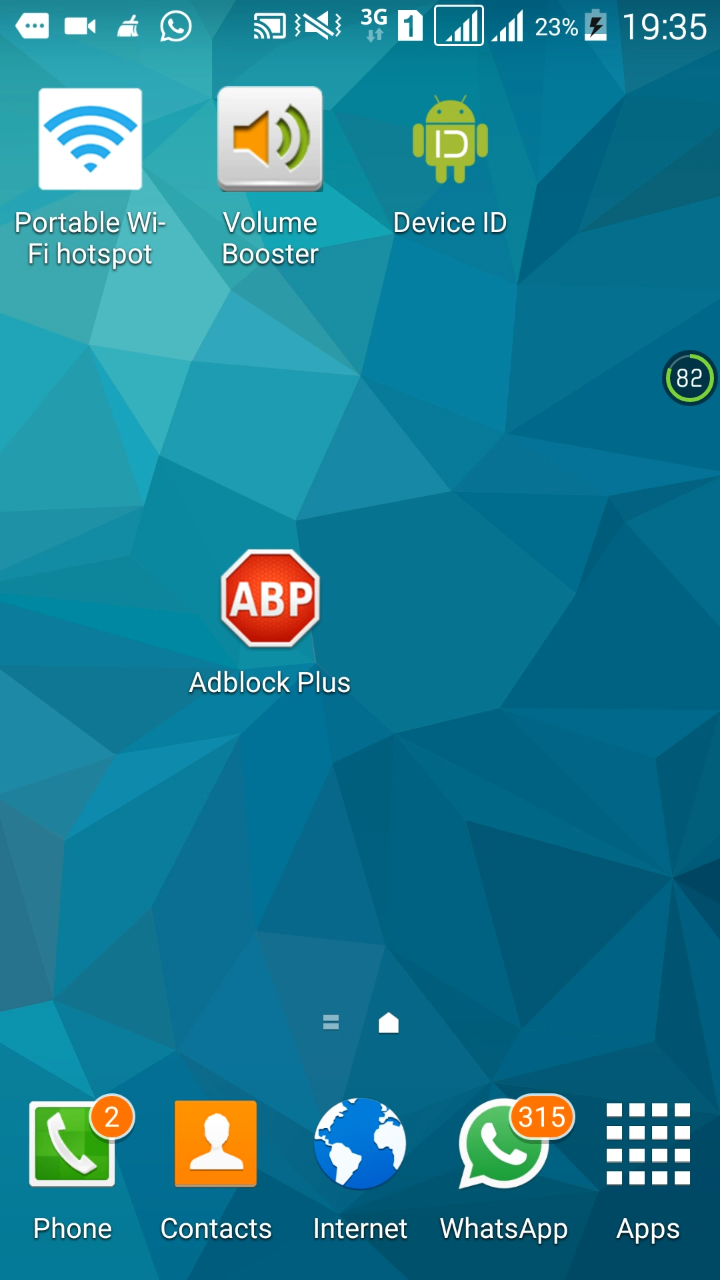 3G
1
23%
19:35
Portable Wi-
Fi hotspot
Volume
Booster
ID
Device ID
82
ABP
Adblock Plus
2
315
Phone
Contacts
Internet
WhatsApp
Apps